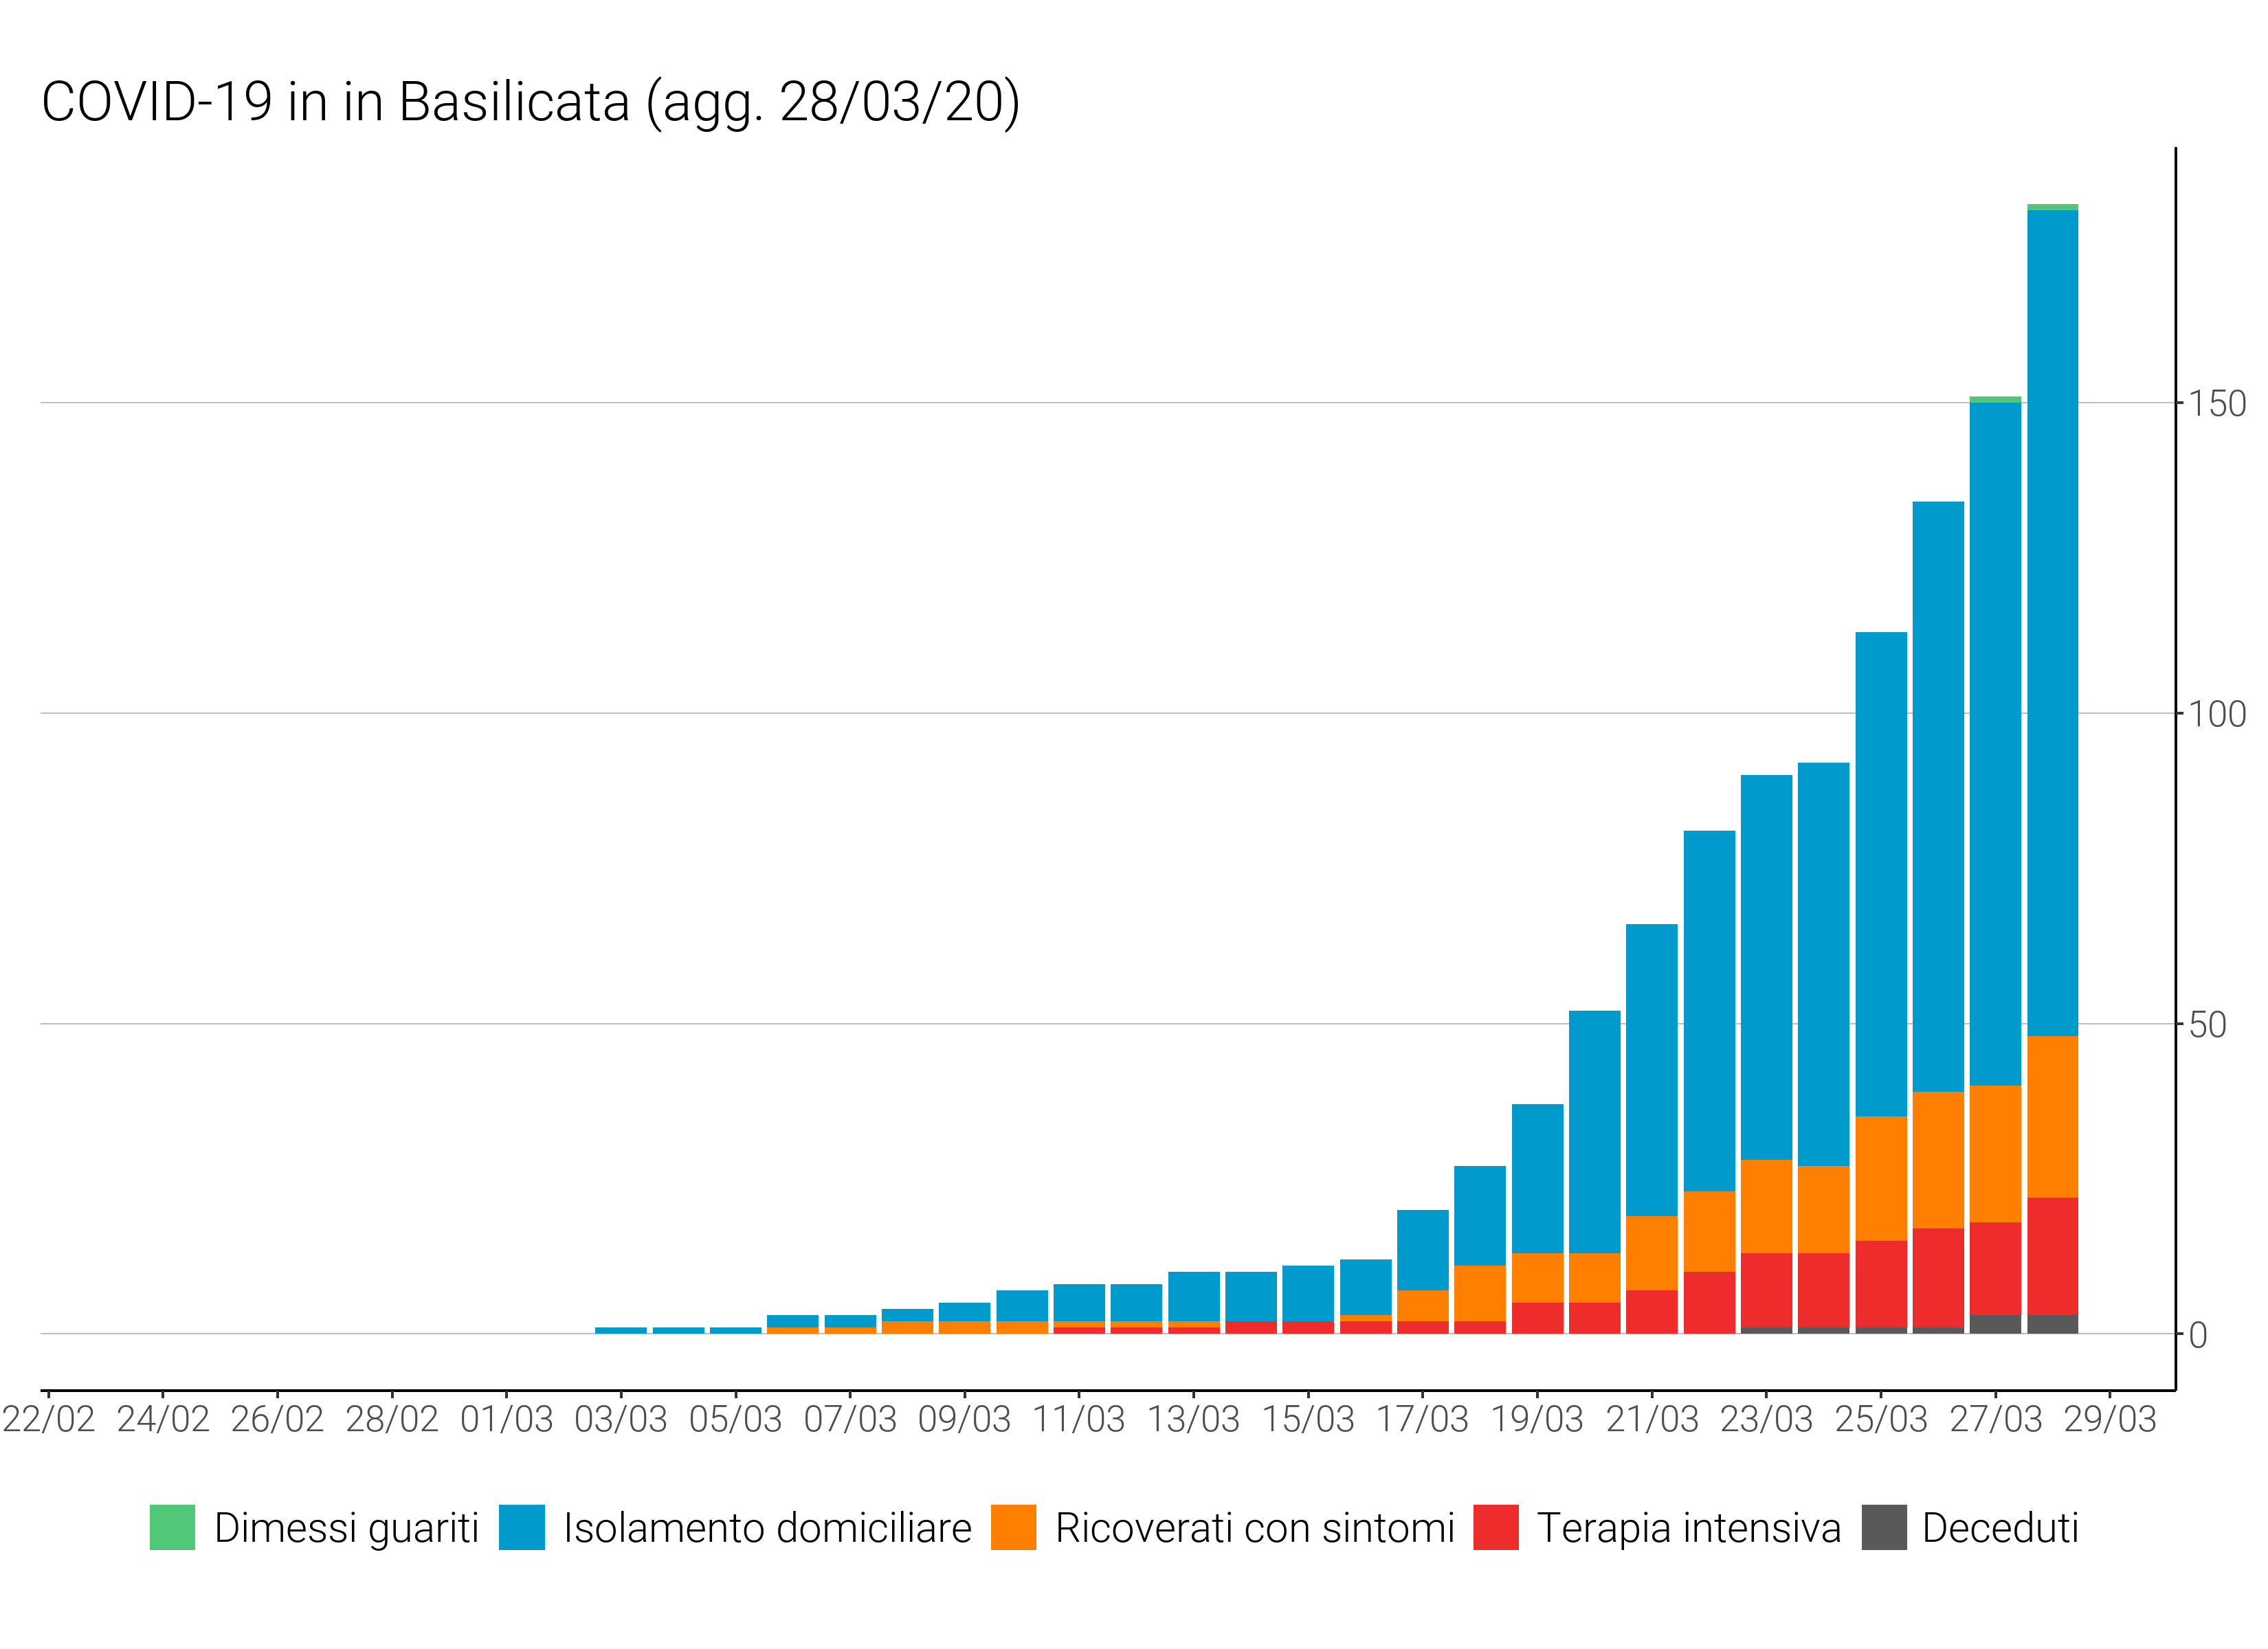 COVID-19 in in Basilicata (agg. 28/03/20)
150
100
50
0
22/02 24/02 26/02 28/02 01/03 03/03 05/03 07/03 09/03 11/03 13/03 15/03 17/03 19/03 21/03 23/03 25/03 27/03 29/03
Dimessi guariti Isolamento domiciliare Ricoverati con sintomi Terapia intensiva Deceduti